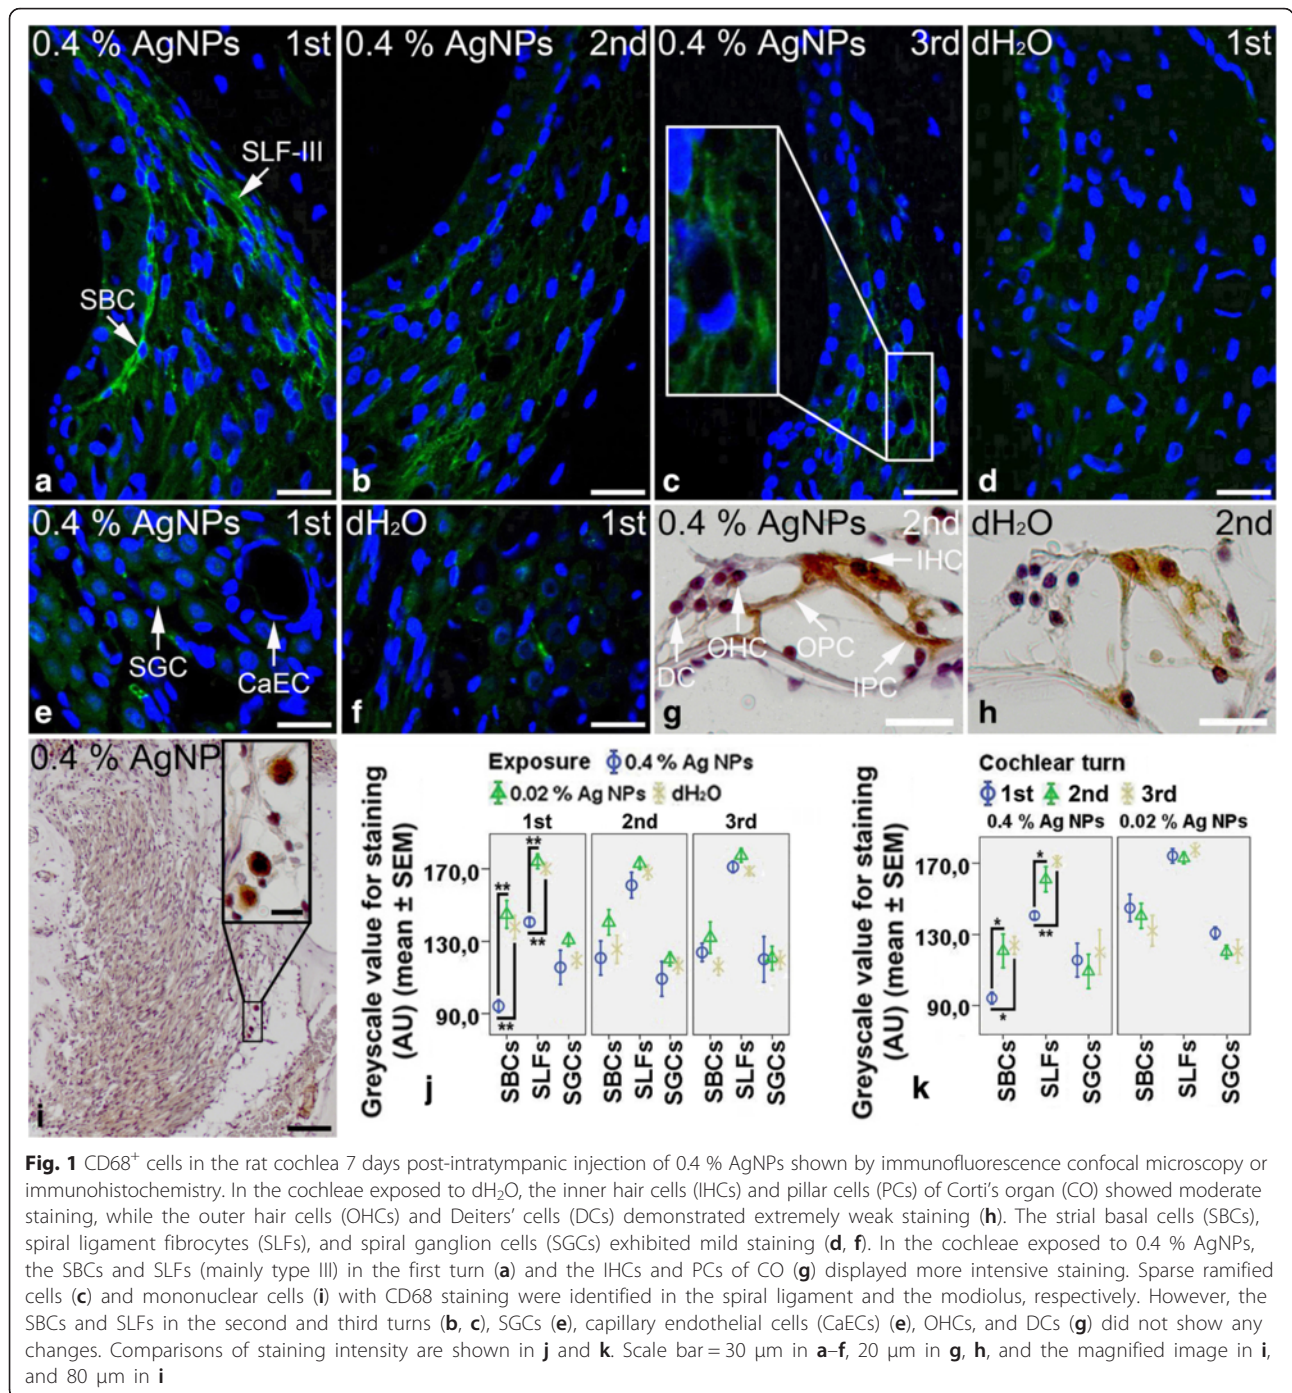 0.4 % AgNPs 1st
SLF-III
SBC
a
0.4 % AgNPs 2nd
b
0.4 % AgNPs 3rd
c
dH₂O 1st
d
0.4 % AgNPs 1st
SGC
CaEC
e
dH₂O 1st
f
0.4 % AgNPs 2nd
IHC
OHC
OPC
DC
IPC
g
dH₂O 2nd
h
0.4 % AgNP
i
Exposure 0.4 % Ag NPs
0.02 % Ag NPs dH₂O
1st 2nd 3rd
Greyscale value for staining
(AU) (mean ± SEM)
170,0
130,0
90,0
** ** ** **
SBCs SLFs SGCs SBCs SLFs SGCs SBCs SLFs SGCs
j
Cochlear turn
1st 2nd 3rd
0.4 % Ag NPs 0.02 % Ag NPs
Greyscale value for staining
(AU) (mean ± SEM)
170,0
130,0
90,0
* * * **
SBCs SLFs SGCs SBCs SLFs SGCs
k
Fig. 1 CD68⁺ cells in the rat cochlea 7 days post-intratympanic injection of 0.4 % AgNPs shown by immunofluorescence confocal microscopy or
immunohistochemistry. In the cochleae exposed to dH₂O, the inner hair cells (IHCs) and pillar cells (PCs) of Corti's organ (CO) showed moderate
staining, while the outer hair cells (OHCs) and Deiters' cells (DCs) demonstrated extremely weak staining (h). The strial basal cells (SBCs),
spiral ligament fibrocytes (SLFs), and spiral ganglion cells (SGCs) exhibited mild staining (d, f). In the cochleae exposed to 0.4 % AgNPs,
the SBCs and SLFs (mainly type III) in the first turn (a) and the IHCs and PCs of CO (g) displayed more intensive staining. Sparse ramified
cells (c) and mononuclear cells (i) with CD68 staining were identified in the spiral ligament and the modiolus, respectively. However, the
SBCs and SLFs in the second and third turns (b, c), SGCs (e), capillary endothelial cells (CaECs) (e), OHCs, and DCs (g) did not show any
changes. Comparisons of staining intensity are shown in j and k. Scale bar = 30 μm in a–f, 20 μm in g, h, and the magnified image in i,
and 80 μm in i